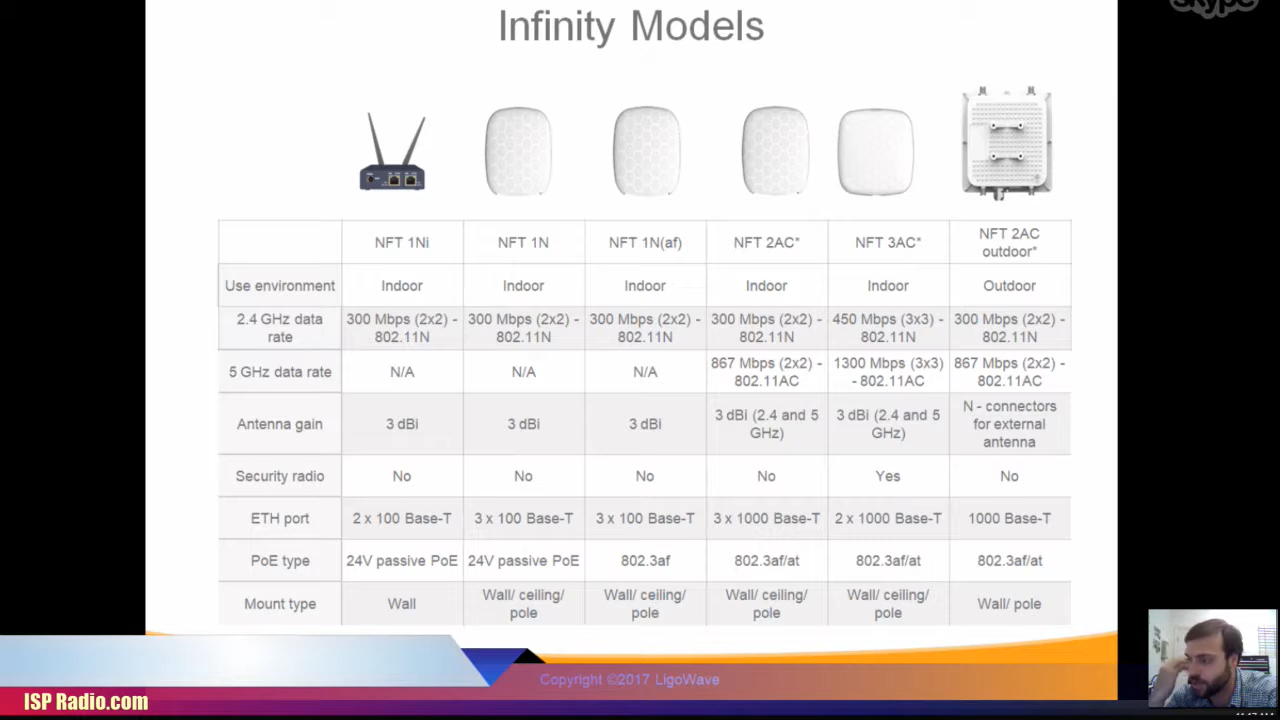 skype
Infinity Models
NFT 1Ni
NFT 1N
NFT 1N(af)
NFT 2AC*
NFT 3AC*
NFT 2AC
outdoor*
Use environment
Indoor
Indoor
Indoor
Indoor
Indoor
Outdoor
2.4 GHz data
rate
300 Mbps (2x2) -
802.11N
300 Mbps (2x2) -
802.11N
300 Mbps (2x2) -
802.11N
300 Mbps (2x2) -
802.11N
450 Mbps (3x3) -
802.11N
300 Mbps (2x2) -
802.11N
5 GHz data rate
N/A
N/A
N/A
867 Mbps (2x2) -
802.11AC
1300 Mbps (3x3)
- 802.11AC
867 Mbps (2x2) -
802.11AC
Antenna gain
3 dBi
3 dBi
3 dBi
3 dBi (2.4 and 5
GHz)
3 dBi (2.4 and 5
GHz)
N - connectors
for external
antenna
Security radio
No
No
No
No
Yes
No
ETH port
2 x 100 Base-T
3 x 100 Base-T
3 x 100 Base-T
3 x 1000 Base-T
2 x 1000 Base-T
1000 Base-T
PoE type
24V passive PoE
24V passive PoE
802.3af
802.3af/at
802.3af/at
802.3af/at
Mount type
Wall
Wall/ ceiling/
pole
Wall/ ceiling/
pole
Wall/ ceiling/
pole
Wall/ ceiling/
pole
Wall/ pole
Copyright ©2017 LigoWave
ISP Radio.com